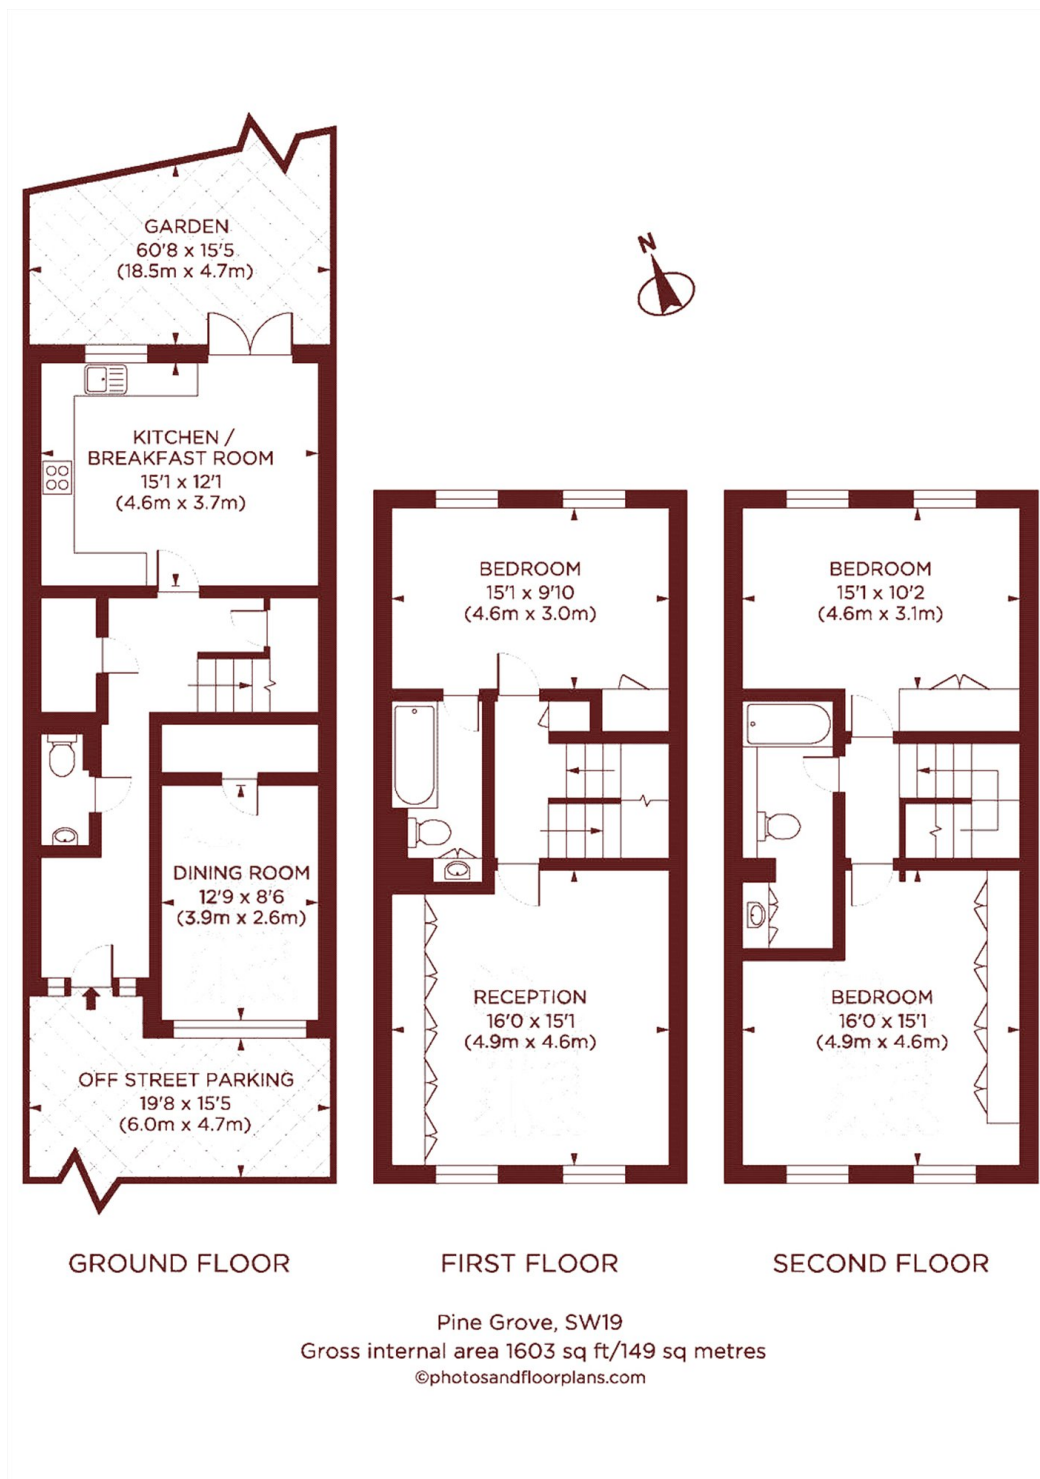 GARDEN
60'8 x 15'5
(18.5m x 4.7m)
N
KITCHEN /
BREAKFAST ROOM
15'1 x 12'1
(4.6m x 3.7m)
BEDROOM
15'1 x 9'10
(4.6m x 3.0m)
BEDROOM
15'1 x 10'2
(4.6m x 3.1m)
DINING ROOM
12'9 x 8'6
(3.9m x 2.6m)
RECEPTION
16'0 x 15'1
(4.9m x 4.6m)
BEDROOM
16'0 x 15'1
(4.9m x 4.6m)
OFF STREET PARKING
19'8 x 15'5
(6.0m x 4.7m)
GROUND FLOOR
FIRST FLOOR
SECOND FLOOR
Pine Grove, SW19
Gross internal area 1603 sq ft/149 sq metres
©photosandfloorplans.com